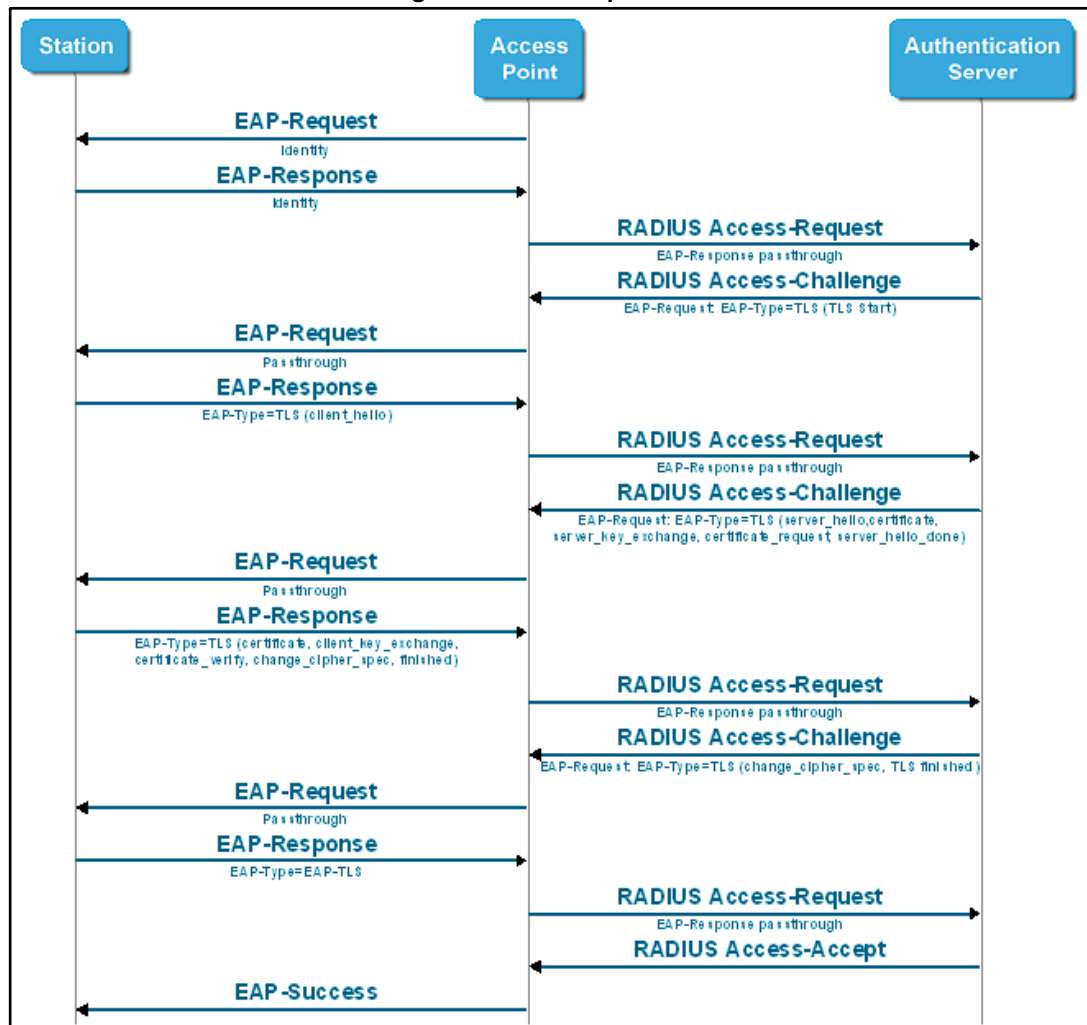 Station
Access
Point
Authentication
Server
EAP-Request
Identity
EAP-Response
Identity
RADIUS Access-Request
EAP-Response passthrough
RADIUS Access-Challenge
EAP-Request: EAP-Type=TLS (TLS Start)
EAP-Request
Passthrough
EAP-Response
EAP-Type=TLS (client_hello)
RADIUS Access-Request
EAP-Response passthrough
RADIUS Access-Challenge
EAP-Request: EAP-Type=TLS (server_hello,certificate,
server_key_exchange, certificate_request server_hello_done)
EAP-Request
Passthrough
EAP-Response
EAP-Type=TLS (certificate, client_key_exchange,
certificate_verify, change_cipher_spec, finished)
RADIUS Access-Request
EAP-Response passthrough
RADIUS Access-Challenge
EAP-Request: EAP-Type=TLS (change_cipher_spec, TLS finished)
EAP-Request
Passthrough
EAP-Response
EAP-Type=EAP-TLS
RADIUS Access-Request
EAP-Response passthrough
RADIUS Access-Accept
EAP-Success